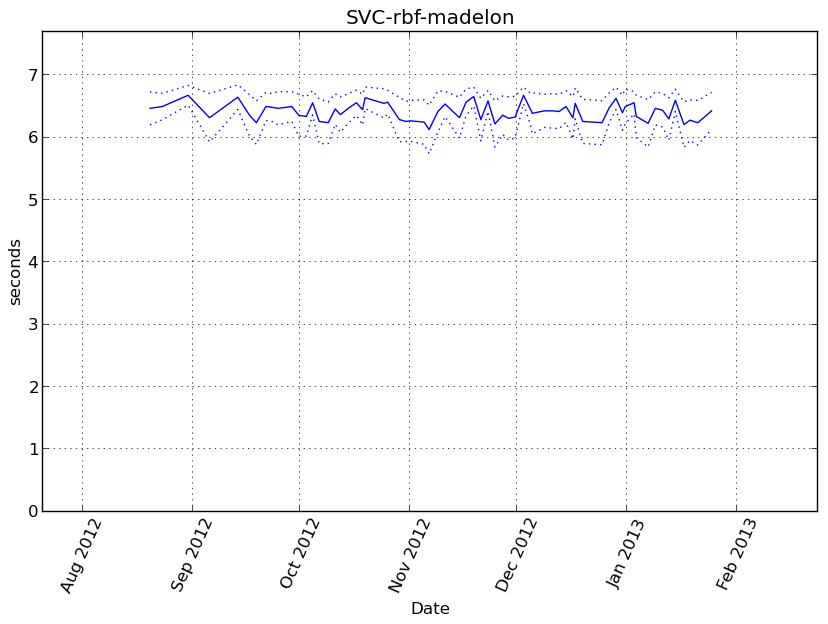 SVC-rbf-madelon
7
6
5
4
3
2
1
0
seconds
Aug 2012
Sep 2012
Oct 2012
Nov 2012
Dec 2012
Jan 2013
Feb 2013
Date